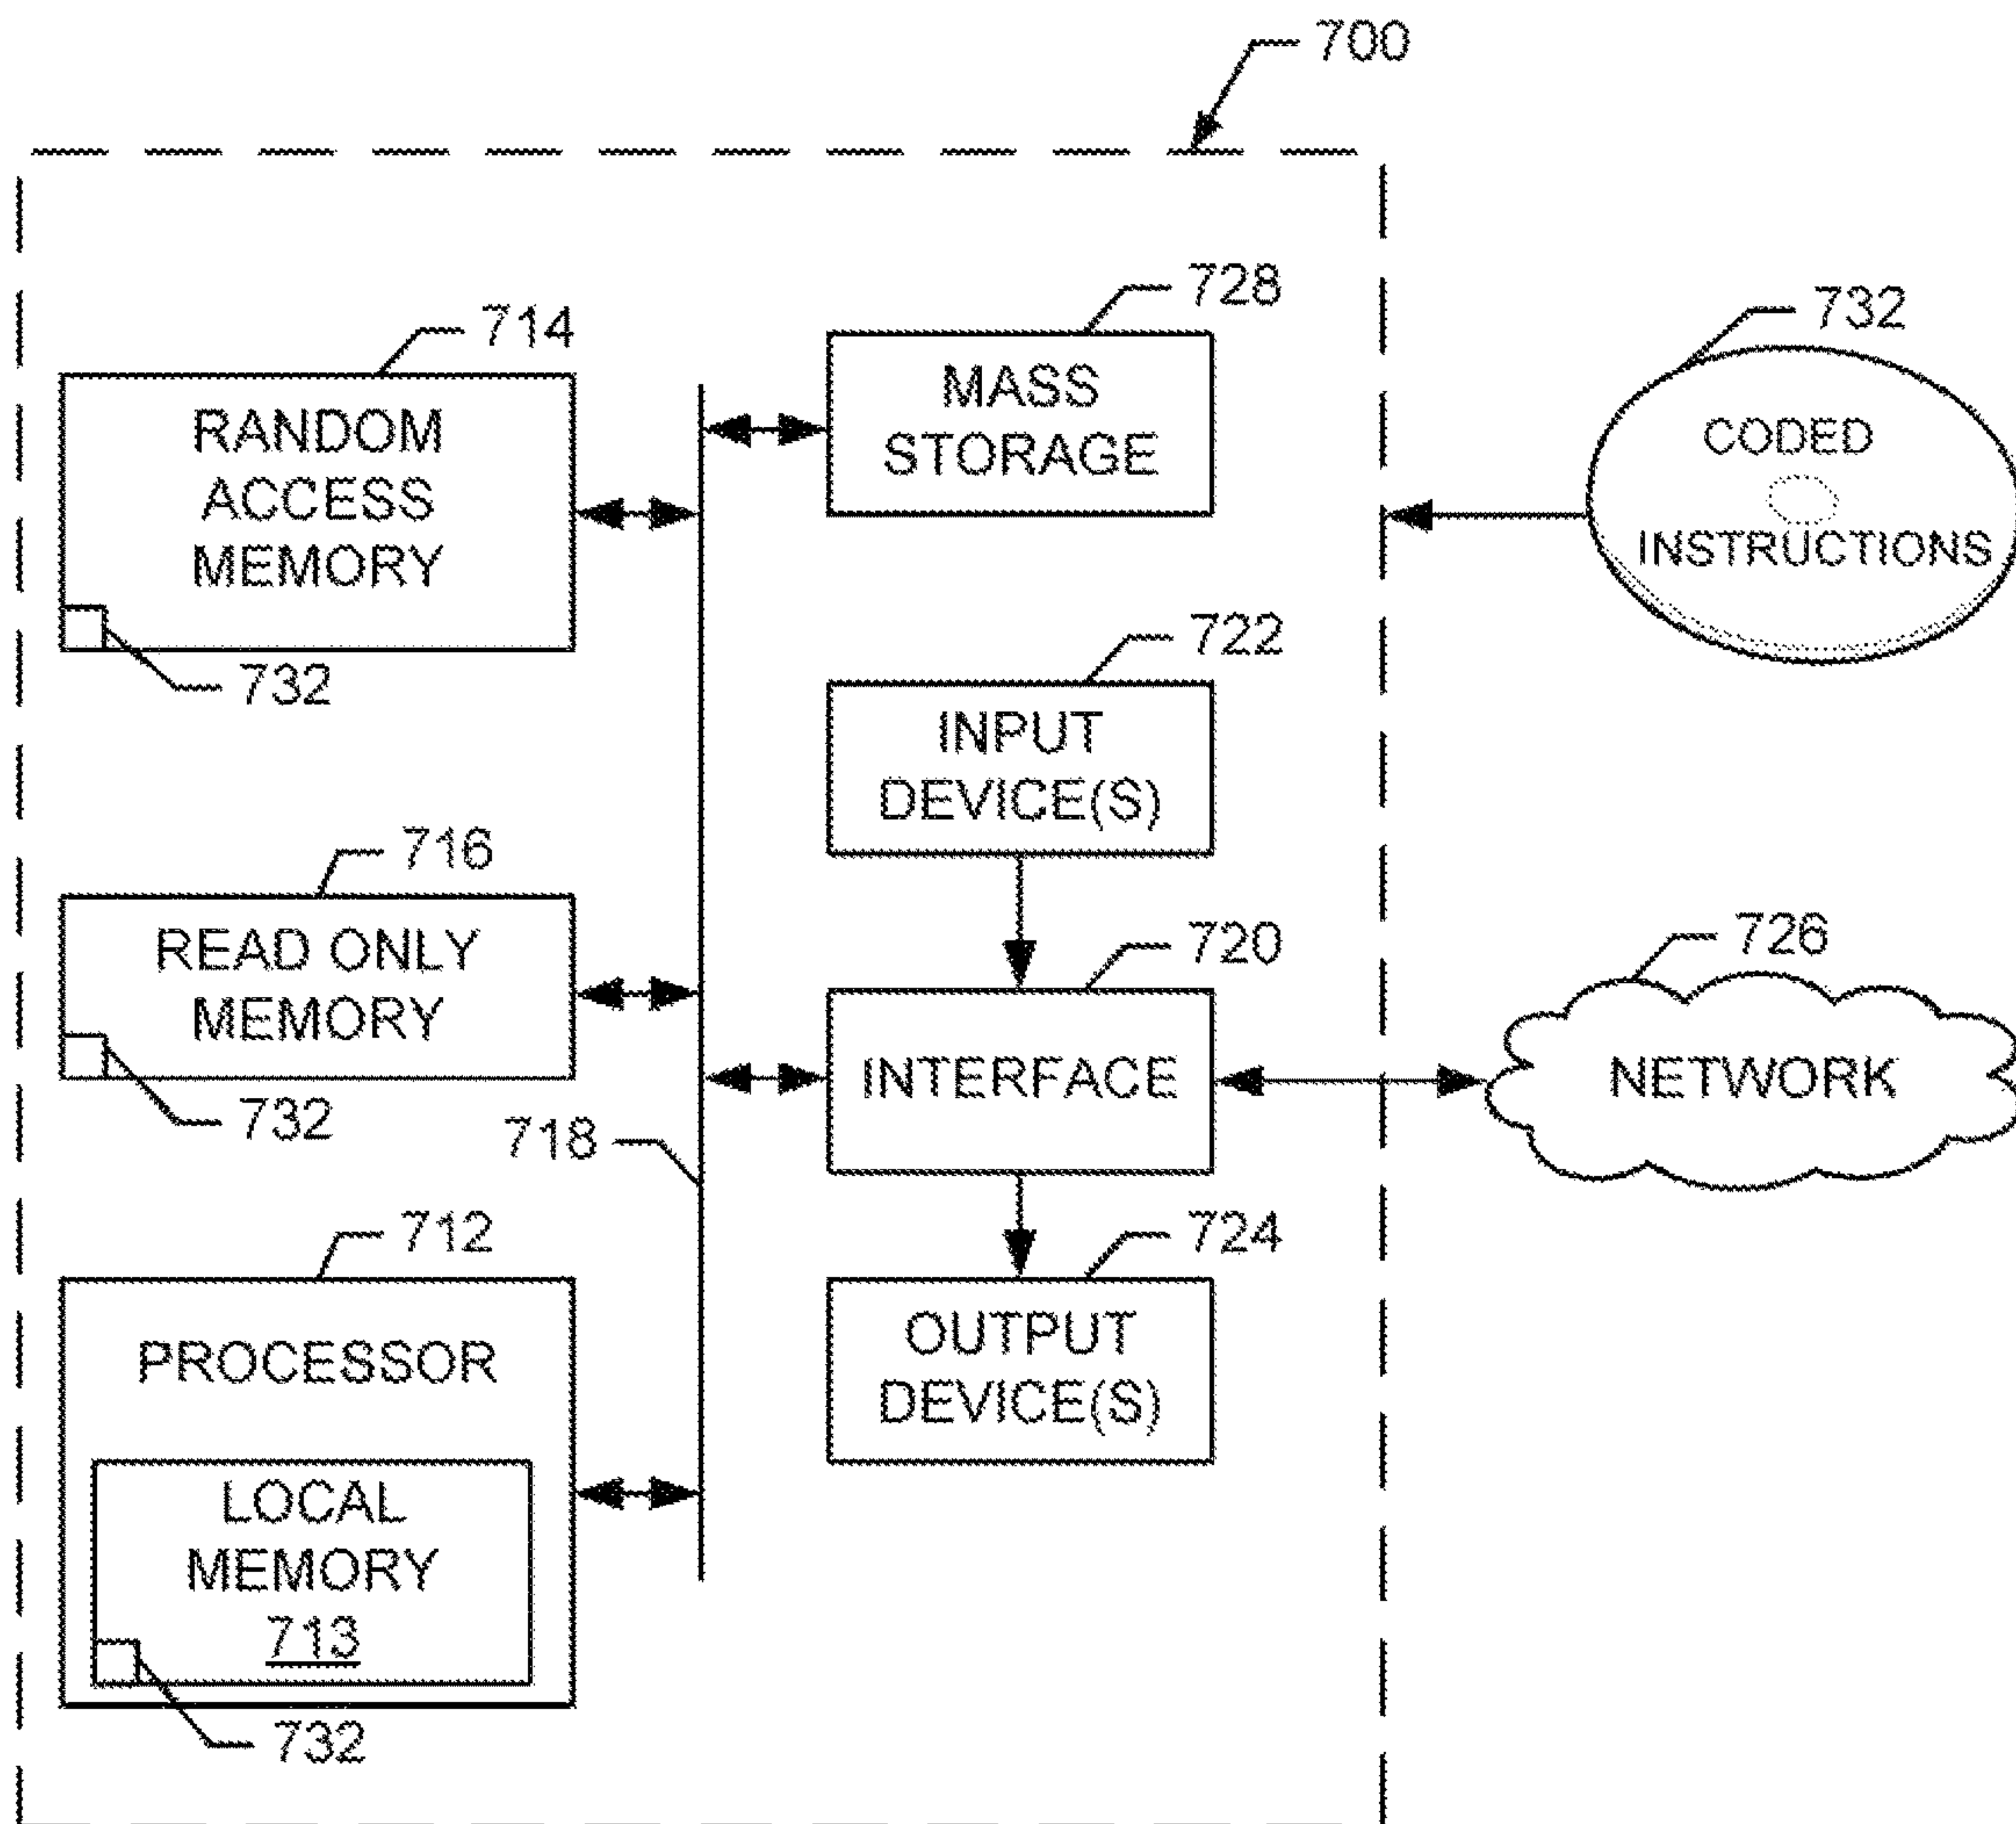 700
728
714
MASS
STORAGE
RANDOM
ACCESS
MEMORY
732
732
CODED
INSTRUCTIONS
722
INPUT
DEVICE(S)
716
READ ONLY
MEMORY
732
720
INTERFACE
726
NETWORK
718
712
PROCESSOR
LOCAL
MEMORY
713
732
724
OUTPUT
DEVICE(S)